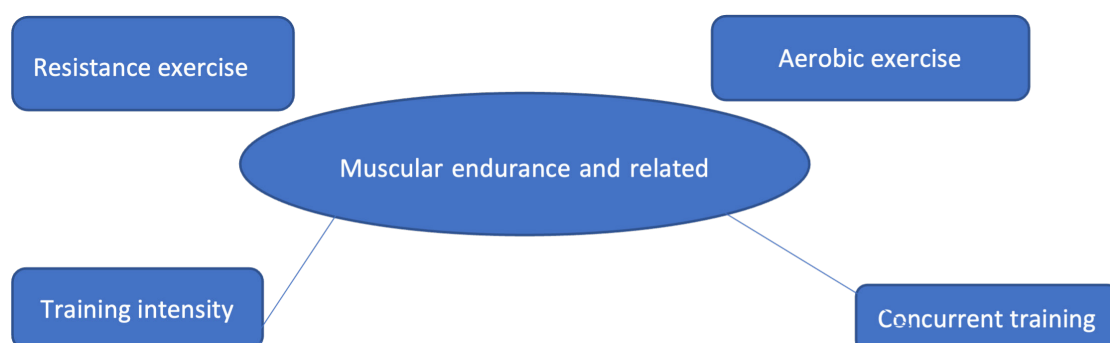 Resistance exercise
Aerobic exercise
Muscular endurance and related
Training intensity
Concurrent training